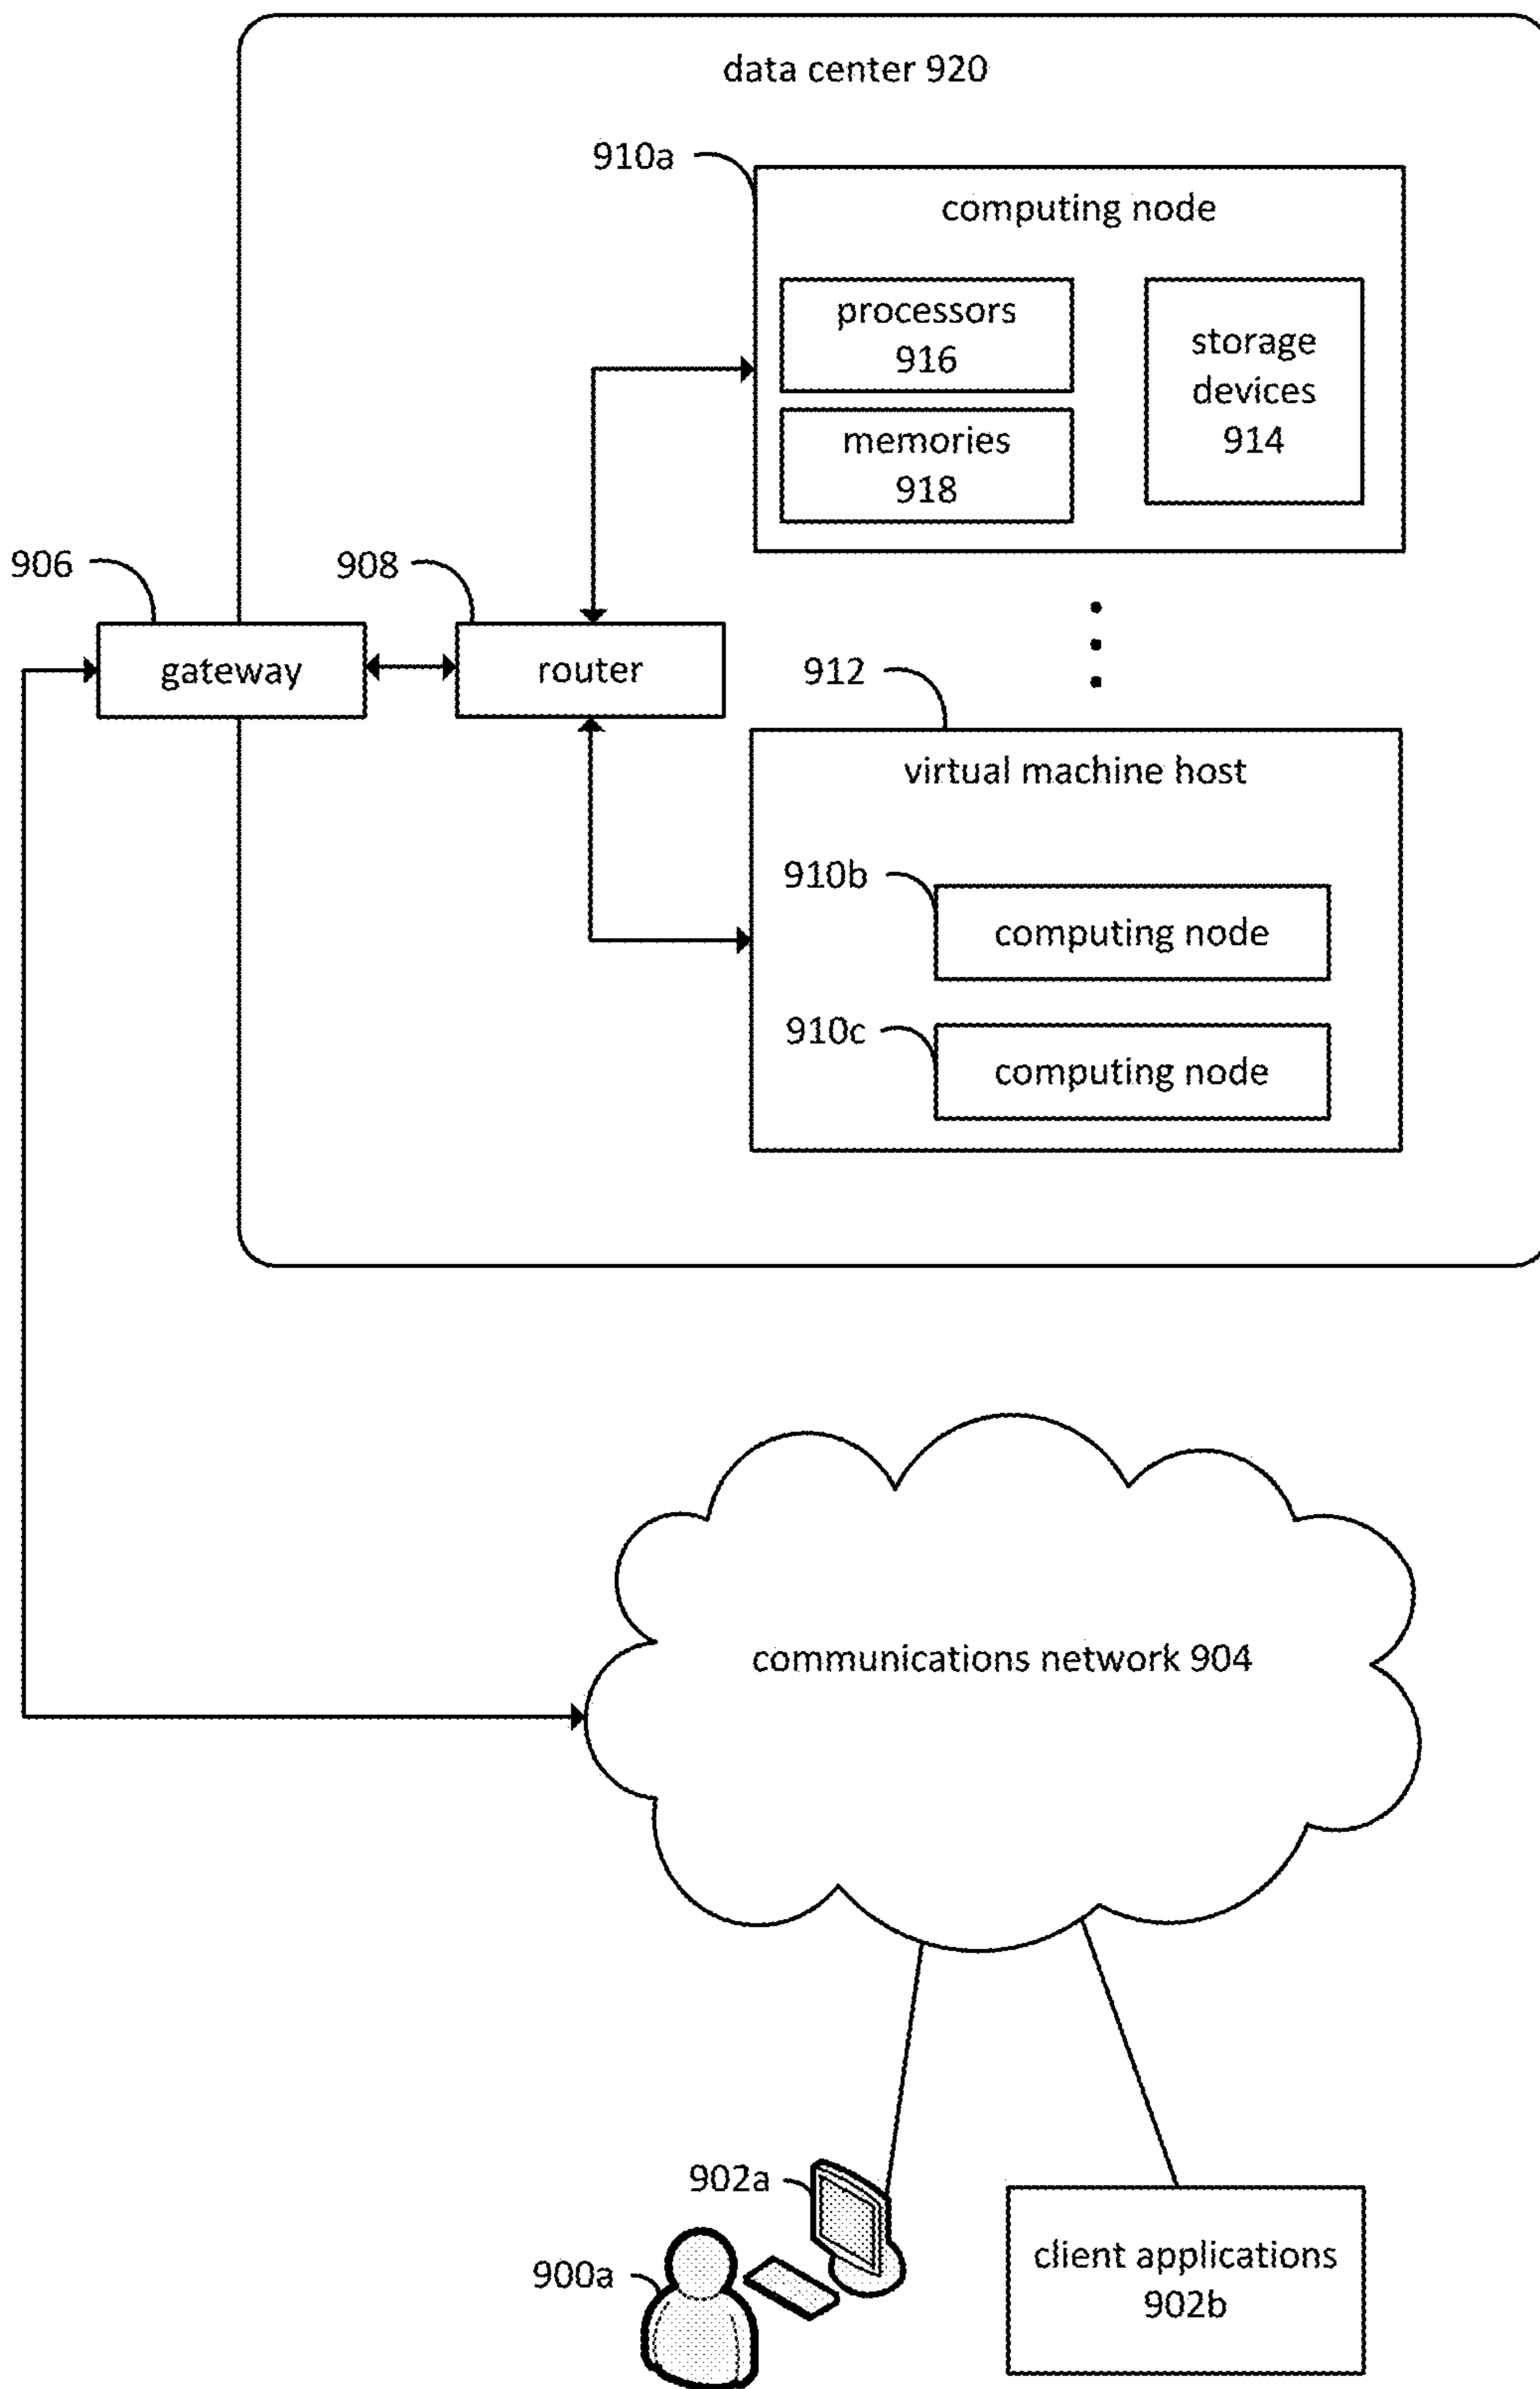 data center 920
910a
computing node
processors
916
storage
devices
914
memories
918
906
908
gateway
router
912
virtual machine host
910b
computing node
910c
computing node
communications network 904
902a
900a
client applications
902b